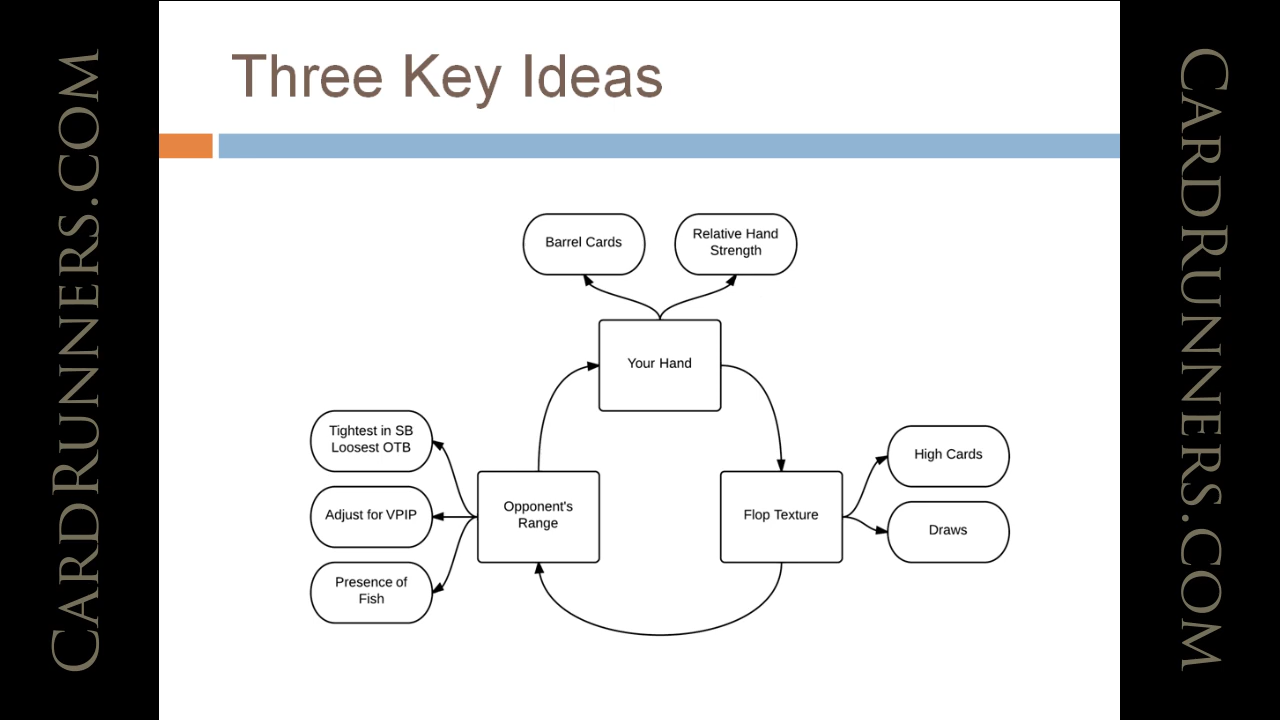 CARDRUNNERS.COM
Three Key Ideas
Barrel Cards
Relative Hand
Strength
Your Hand
Tightest in SB
Loosest OTB
Adjust for VPIP
Presence of
Fish
Opponent's
Range
Flop Texture
High Cards
Draws
CARDRUNNERS.COM